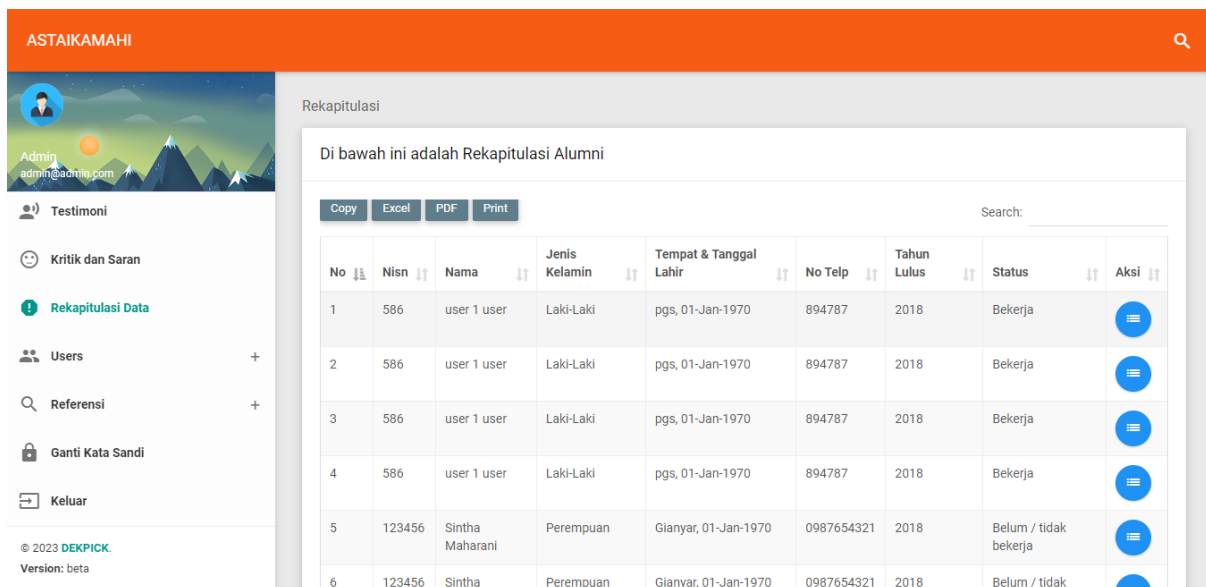 ASTAIKAMAHI
Admin
admin@admin.com
Testimoni
Kritik dan Saran
Rekapitulasi Data
Users +
Referensi +
Ganti Kata Sandi
Keluar
© 2023 DEKPICK.
Version: beta
Rekapitulasi
Di bawah ini adalah Rekapitulasi Alumni
Copy Excel PDF Print
Search:
No Nisn Nama Jenis Kelamin Tempat & Tanggal Lahir No Telp Tahun Lulus Status Aksi
1 586 user 1 user Laki-Laki pgs, 01-Jan-1970 894787 2018 Bekerja
2 586 user 1 user Laki-Laki pgs, 01-Jan-1970 894787 2018 Bekerja
3 586 user 1 user Laki-Laki pgs, 01-Jan-1970 894787 2018 Bekerja
4 586 user 1 user Laki-Laki pgs, 01-Jan-1970 894787 2018 Bekerja
5 123456 Sintha Maharani Perempuan Gianyar, 01-Jan-1970 0987654321 2018 Belum / tidak bekerja
6 123456 Sintha Perempuan Gianyar, 01-Jan-1970 0987654321 2018 Belum / tidak